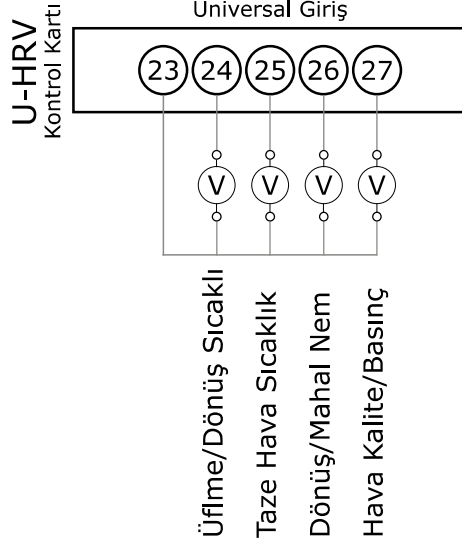 Universal Giriş
U-HRV
Kontrol Kartı
23 24 25 26 27
V V V V
Üflme/Dönüş Sıcaklı
Taze Hava Sıcaklık
Dönüş/Mahal Nem
Hava Kalite/Basınç